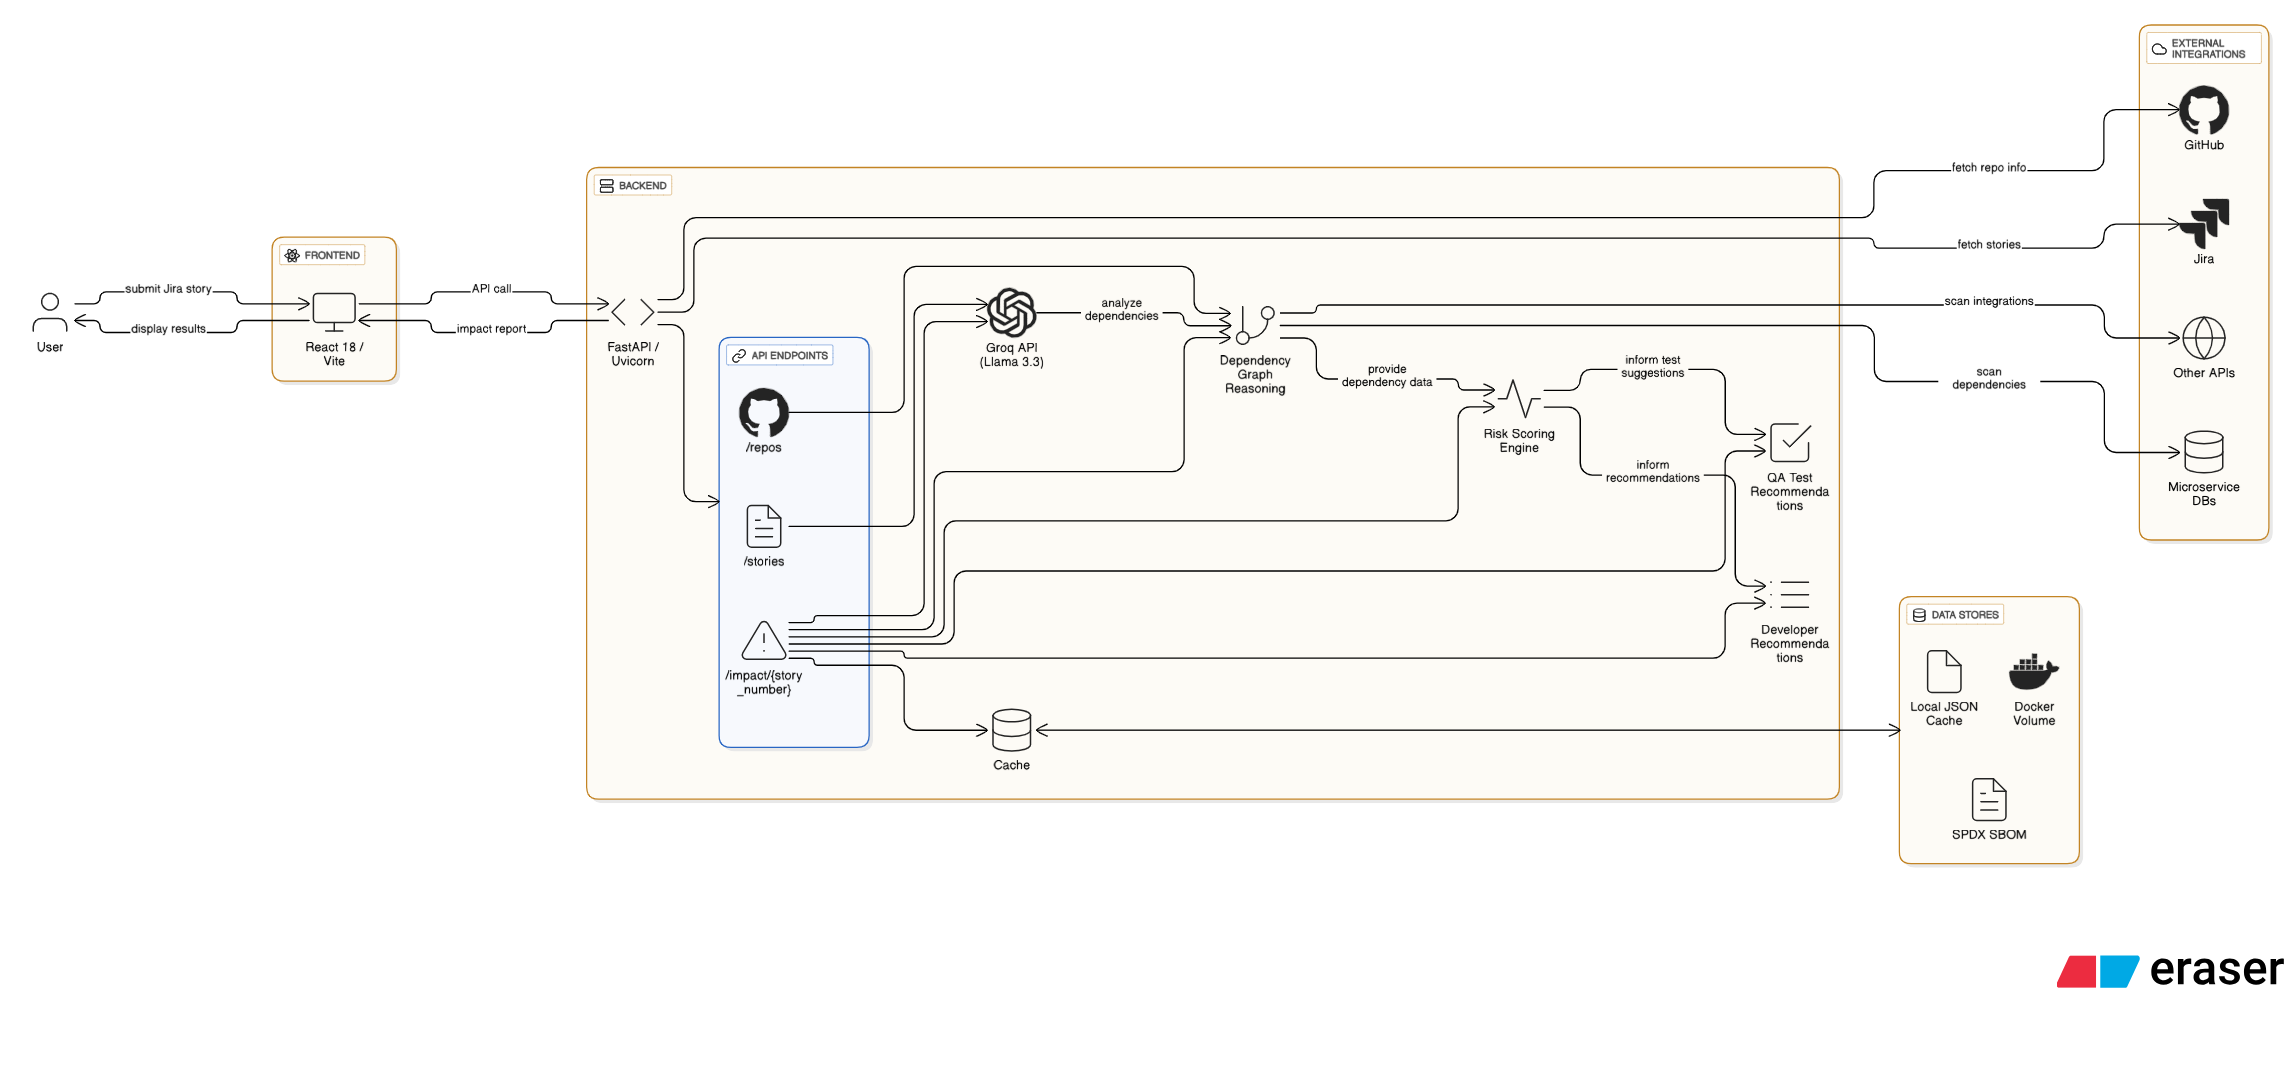 EXTERNAL
INTEGRATIONS
GitHub
fetch repo info
BACKEND
fetch stories
Jira
FRONTEND
submit Jira story
API call
display results
impact report
User
React 18 /
Vite
FastAPI /
Uvicorn
API ENDPOINTS
/repos
/stories
/impact/{story
_number}
Groq API
(Llama 3.3)
analyze
dependencies
Dependency
Graph
Reasoning
scan integrations
Other APIs
provide
dependency data
scan
dependencies
Risk Scoring
Engine
inform test
suggestions
inform
recommendations
QA Test
Recommenda
tions
Microservice
DBs
Developer
Recommenda
tions
Cache
DATA STORES
Local JSON
Cache
Docker
Volume
SPDX SBOM
eraser